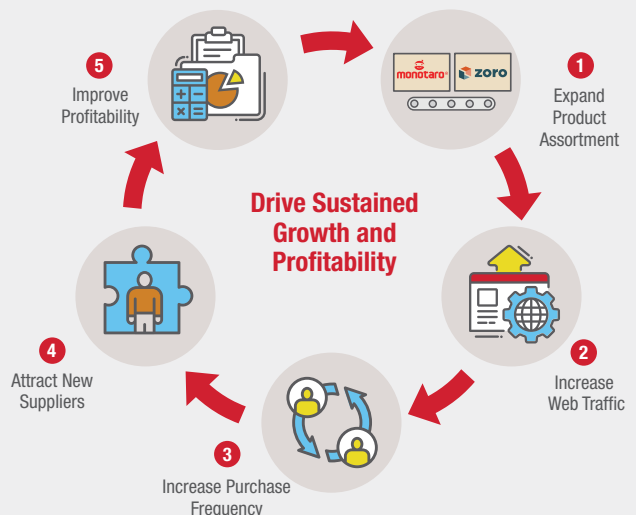 monotaro
ZORO
1
Expand
Product
Assortment
2
Increase
Web Traffic
3
Increase Purchase
Frequency
4
Attract New
Suppliers
5
Improve
Profitability
Drive Sustained
Growth and
Profitability